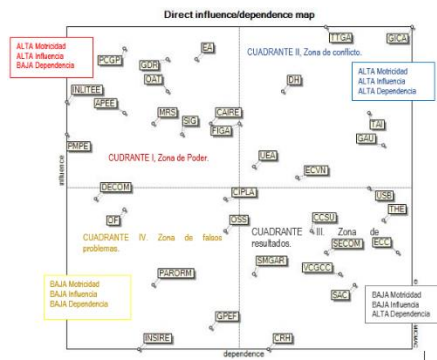 Direct influence/dependence map
TTGA
GICA
EA
CUADRANTE II, Zona de conflicto.
ALTA Motricidad
ALTA Influencia
BAJA Dependencia
PCGP
GDR
OAT
DH
ALTA Motricidad
ALTA Influencia
ALTA Dependencia
INLITEE
APEE
MRS
SIG
CAIRE
FIGA
TAI
GAU
PMPE
CUDRANTE I, Zona de Poder.
UEA
ECVN
influence
DECOM
CIPLA
USB
OF
OSS
CCSU
THE
CUADRANTE IV. Zona de falsos
problemas.
CUADRANTE III. Zona de
resultados.
SECOM
ECC
SMGAR
VCGCC
PARORM
SAC
BAJA Motricidad
BAJA Influencia
BAJA Dependencia
BAJA Motricidad
BAJA Influencia
ALTA Dependencia
GPEF
INSIRE
CRH
dependence